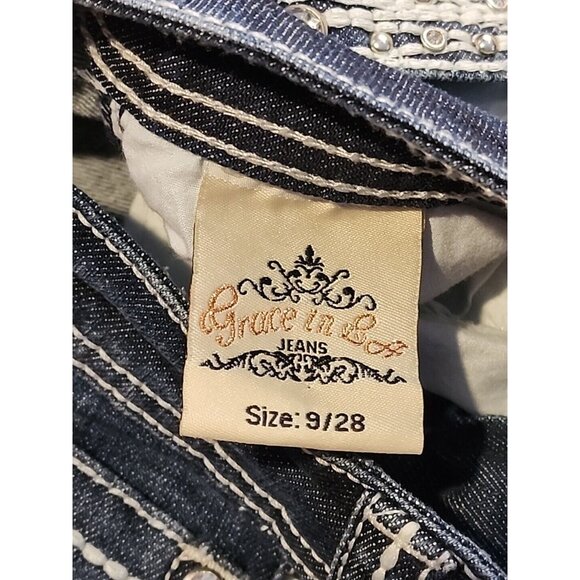 Grace in LA
JEANS
Size: 9/28